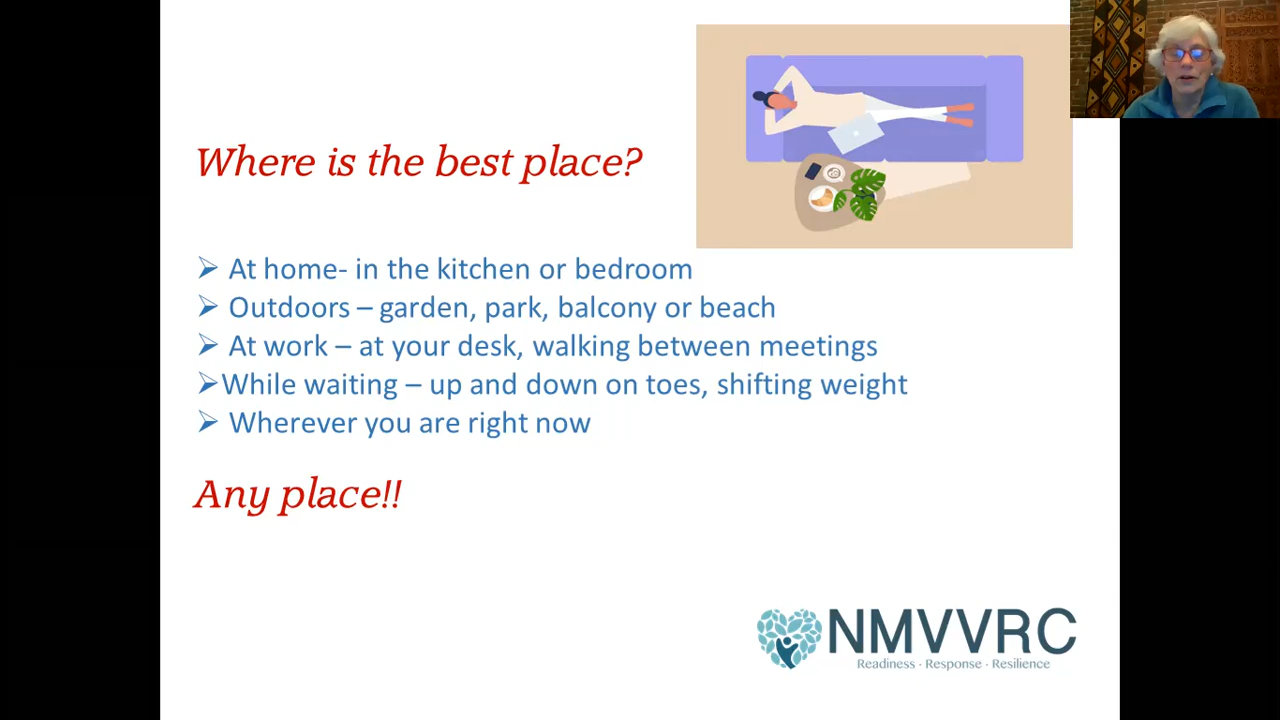 Where is the best place?
➢ At home- in the kitchen or bedroom
➢ Outdoors – garden, park, balcony or beach
➢ At work – at your desk, walking between meetings
➢While waiting – up and down on toes, shifting weight
➢ Wherever you are right now
Any place!!
NMVVRC
Readiness · Response · Resilience